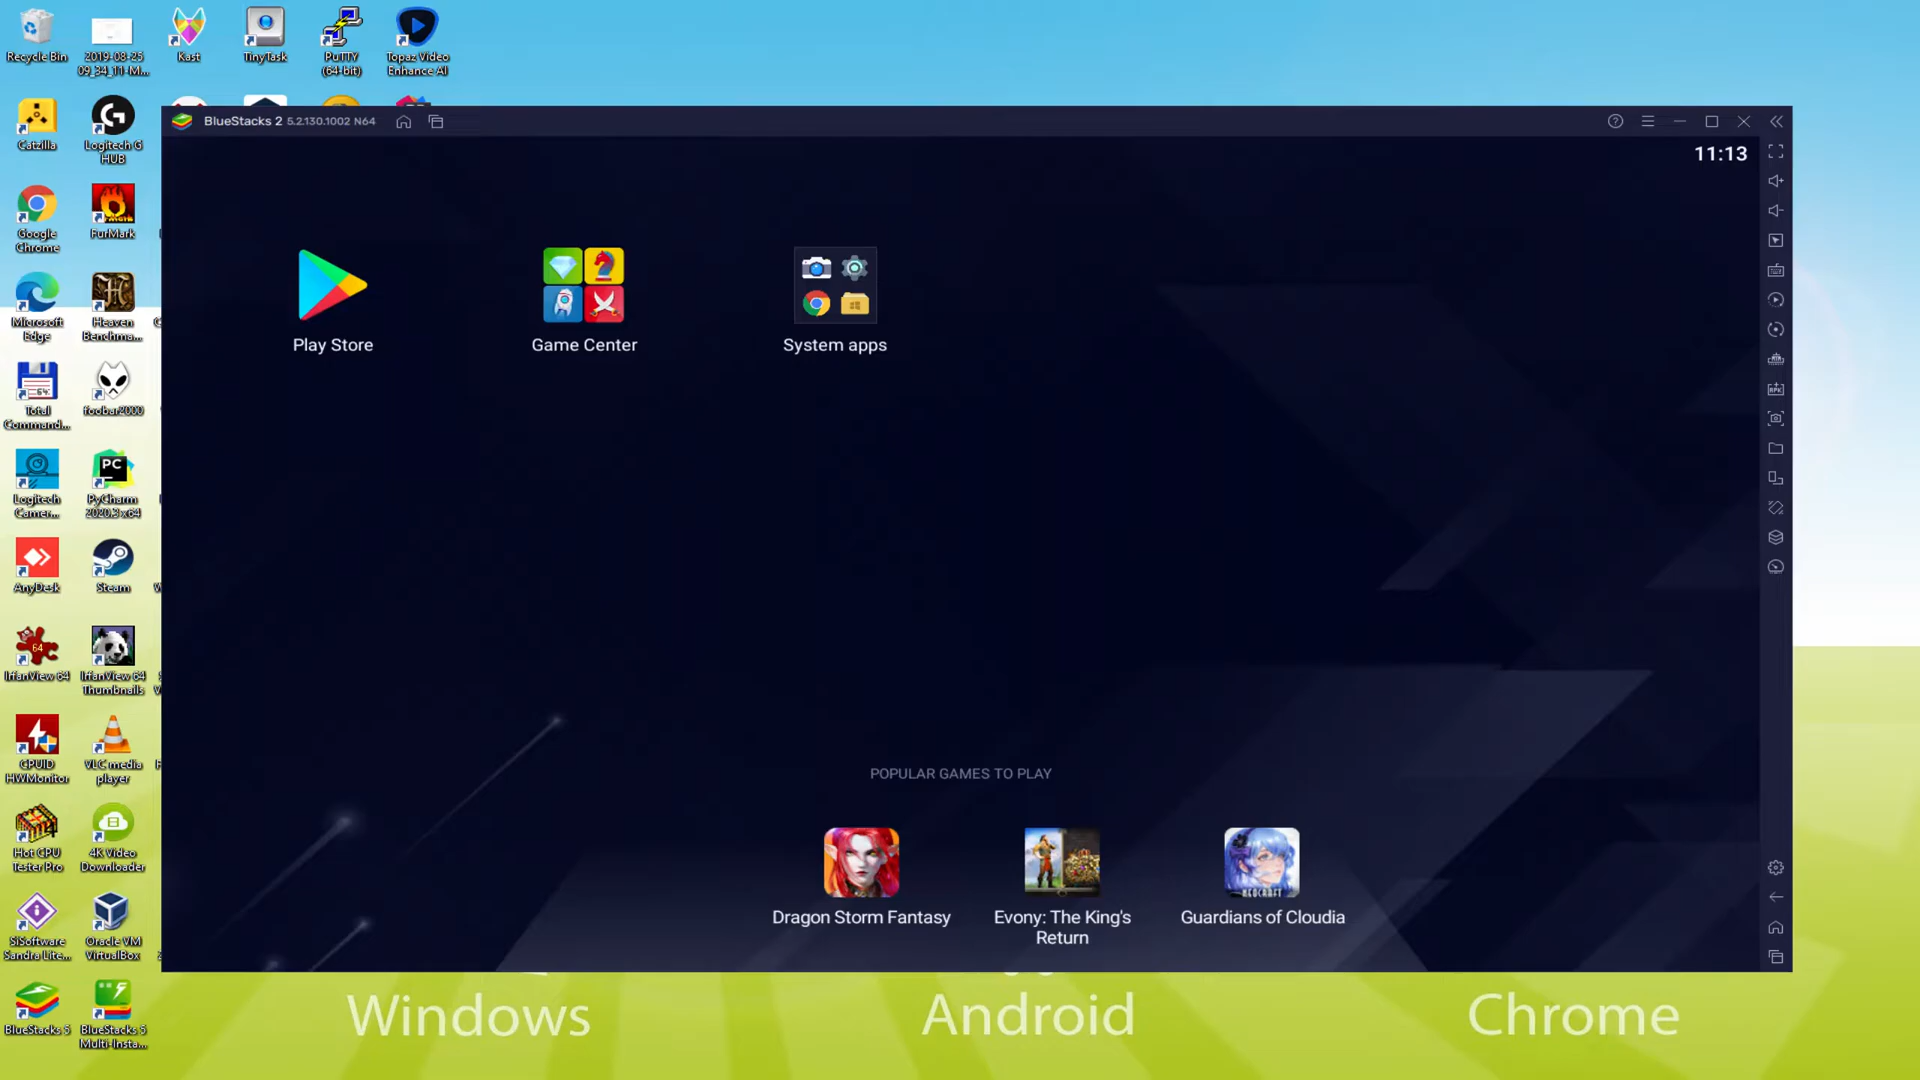 Recycle Bin
2019-08-25
09_34_11-M...
Kast
TinyTask
PuTTY
(64-bit)
Topaz Video
Enhance AI
Catzilla
Logitech G
HUB
Google
Chrome
FurMark
Microsoft
Edge
Heaven
Benchma...
Total
Command...
foobar2000
Logitech
Camer...
PyCharm
2020.3 x64
AnyDesk
Steam
IrfanView 64
IrfanView 64
Thumbnails
CPUID
HWMonitor
VLC media
player
Hot CPU
Tester Pro
4K Video
Downloader
SiSoftware
Sandra Lite...
Oracle VM
VirtualBox
BlueStacks 5
BlueStacks 5
Multi-Insta...
BlueStacks 2 5.2.130.1002 N64
11:13
Play Store
Game Center
System apps
POPULAR GAMES TO PLAY
Dragon Storm Fantasy
Evony: The King's
Return
Guardians of Cloudia
Windows
Android
Chrome